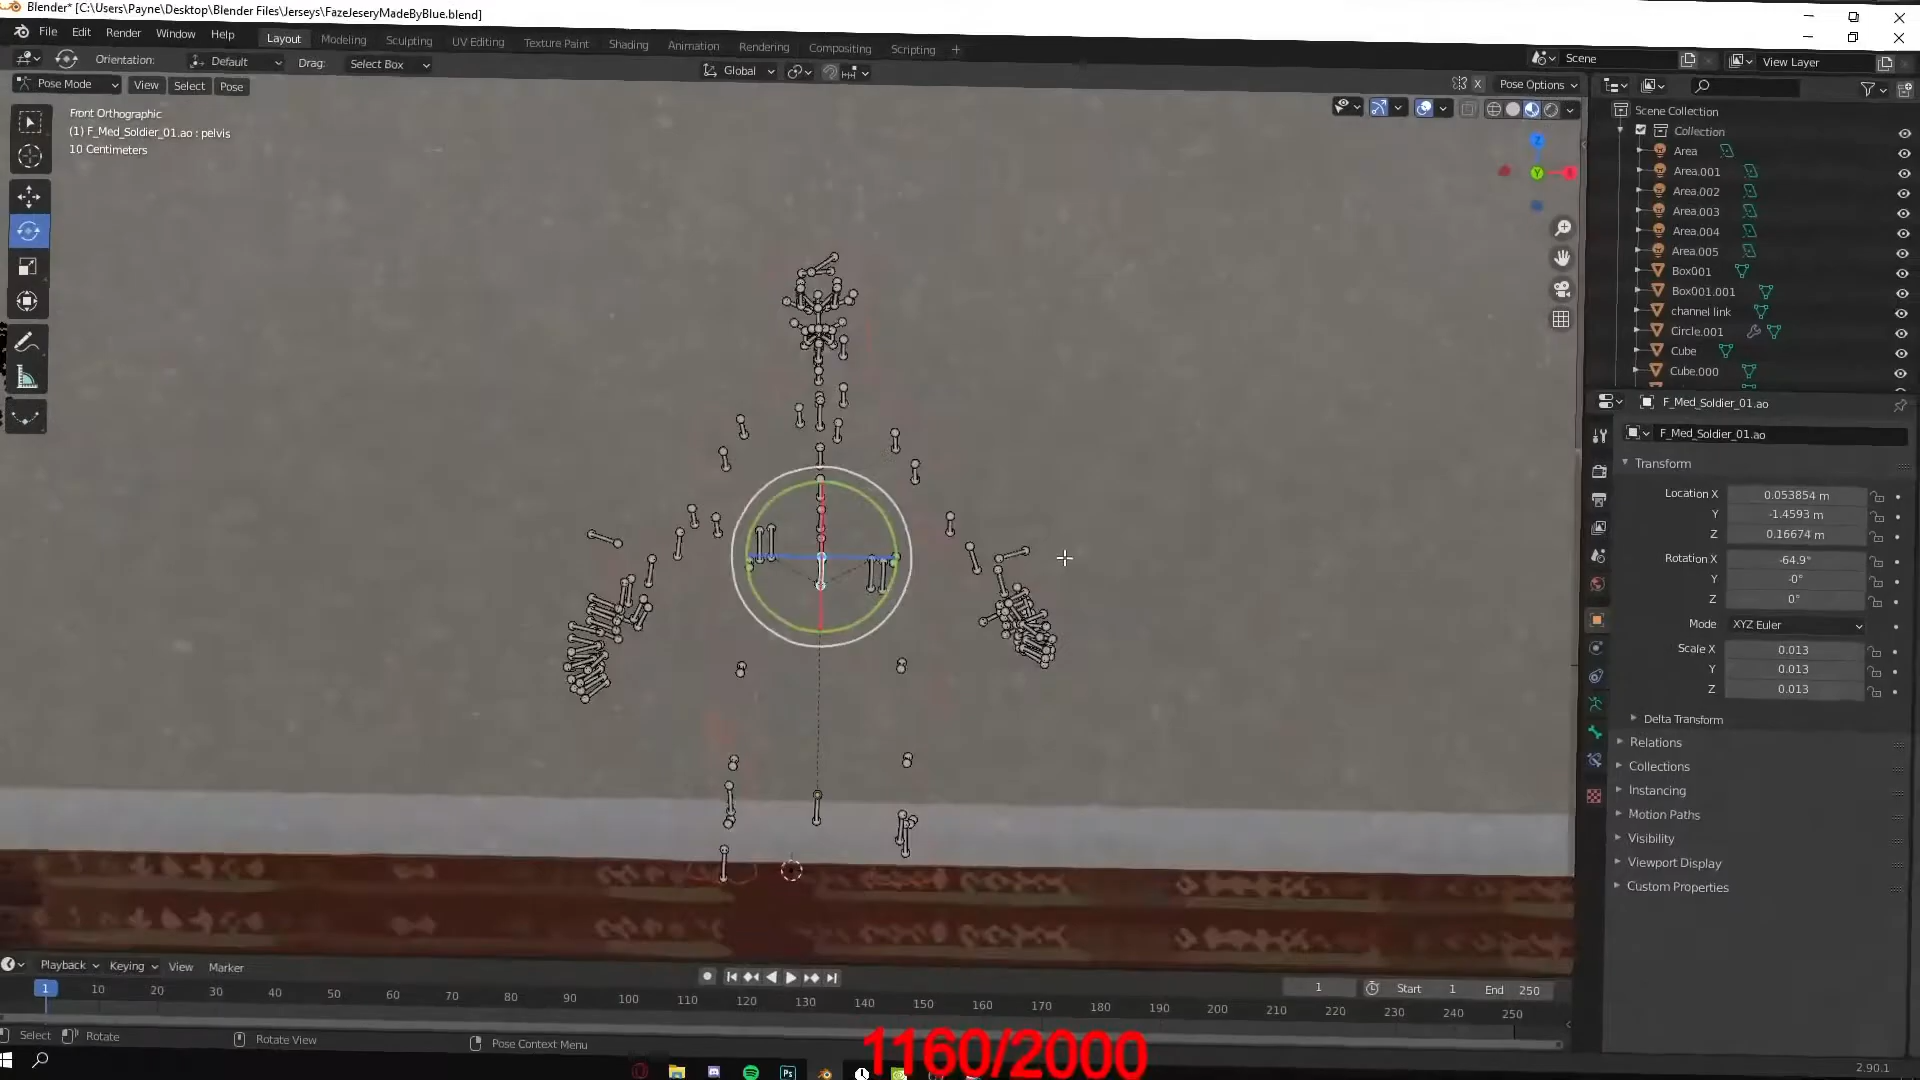 Blender* [C:\Users\Payne\Desktop\Blender Files\Jerseys\FazeJeseryMadeByBlue.blend]
File Edit Render Window Help Layout Modeling Sculpting UV Editing Texture Paint Shading Animation Rendering Compositing Scripting +
Scene
View Layer
Orientation: Default Drag: Select Box
Global
Pose Mode View Select Pose
X Pose Options
Front Orthographic
(1) F_Med_Soldier_01.ao : pelvis
10 Centimeters
Z
Y
Scene Collection
Collection
Area
Area.001
Area.002
Area.003
Area.004
Area.005
Box001
Box001.001
channel link
Circle.001
Cube
Cube.000
F_Med_Soldier_01.ao
F_Med_Soldier_01.ao
Transform
Location X 0.053854 m
Y -1.4593 m
Z 0.16674 m
Rotation X -64.9°
Y -0°
Z 0°
Mode XYZ Euler
Scale X 0.013
Y 0.013
Z 0.013
Delta Transform
Relations
Collections
Instancing
Motion Paths
Visibility
Viewport Display
Custom Properties
Playback Keying View Marker
1 Start 1 End 250
1 10 20 30 40 50 60 70 80 90 100 110 120 130 140 150 160 170 180 190 200 210 220 230 240 250
Select Rotate Rotate View Pose Context Menu
1160/2000
2.90.1
Ps